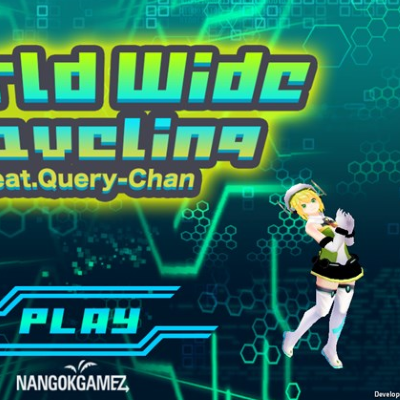 rld Wide
aveling
eat.Query-Chan
PLAY
NANGOKGAMEZ
Develop